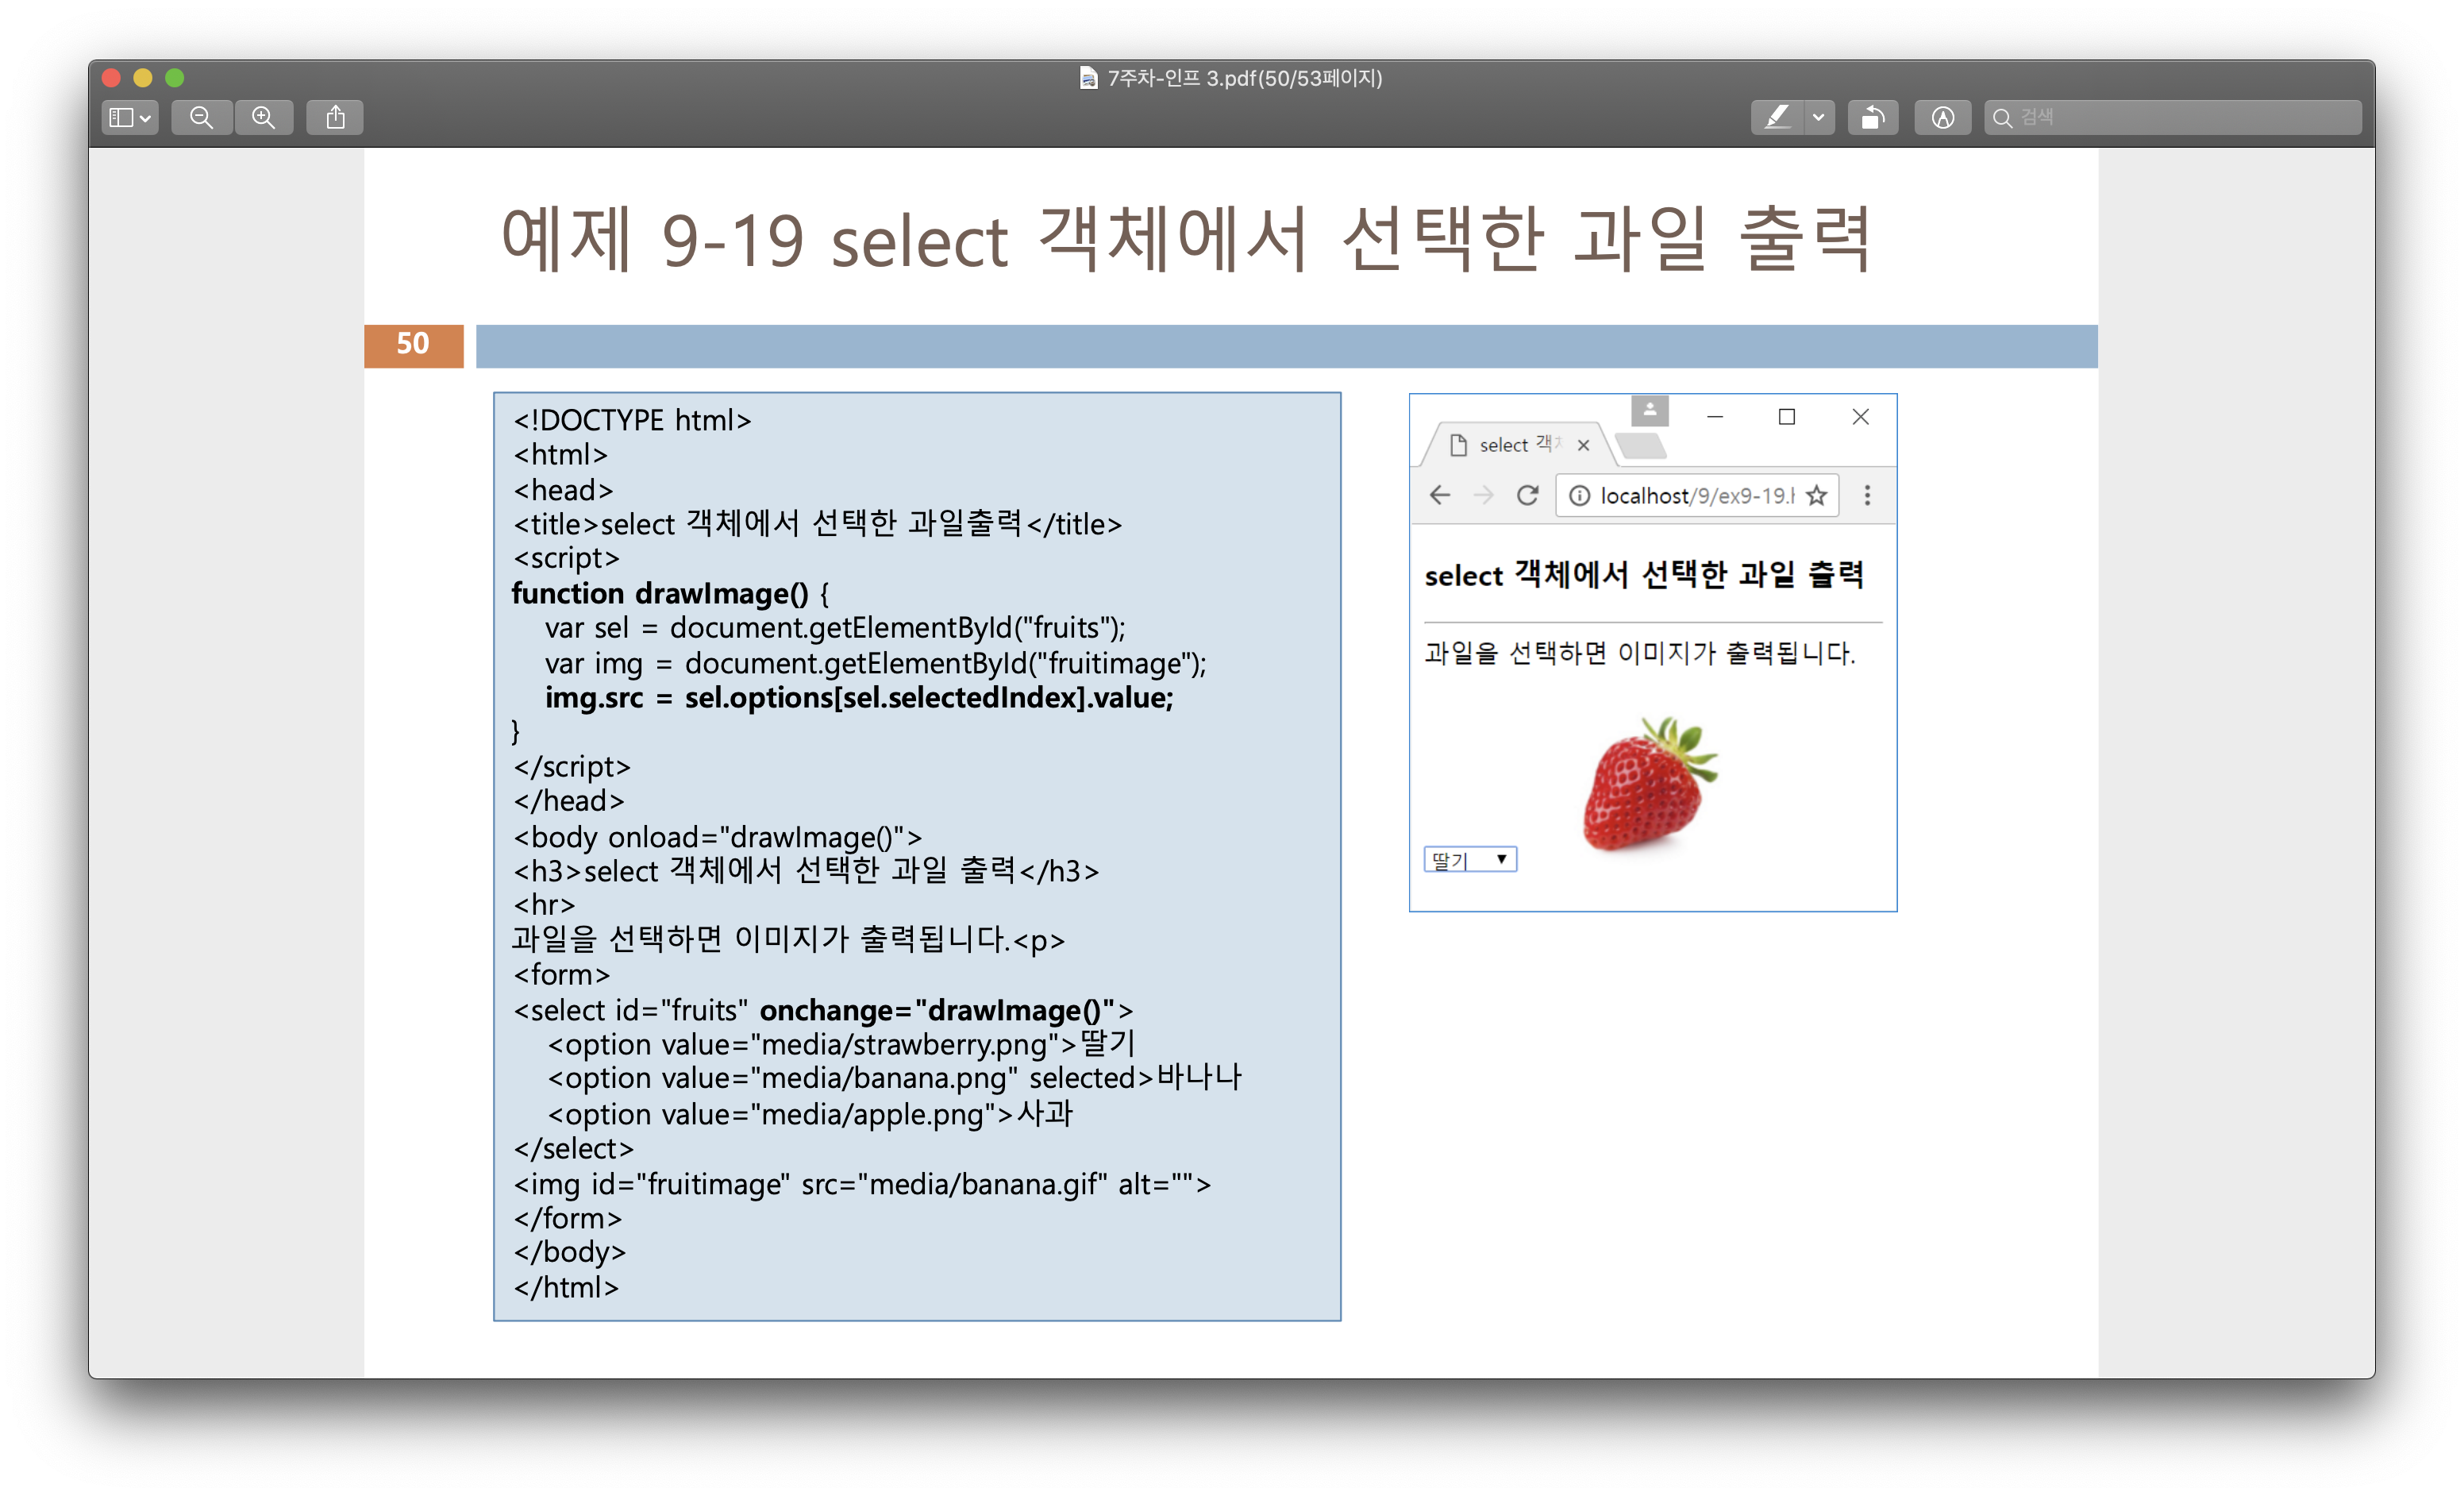 7주차-인프 3.pdf(50/53페이지)
검색
예제 9-19 select 객체에서 선택한 과일 출력
50
<!DOCTYPE html>
<html>
<head>
<title>select 객체에서 선택한 과일출력</title>
<script>
function drawImage() {
    var sel = document.getElementById("fruits");
    var img = document.getElementById("fruitimage");
    img.src = sel.options[sel.selectedIndex].value;
}
</script>
</head>
<body onload="drawImage()">
<h3>select 객체에서 선택한 과일 출력</h3>
<hr>
과일을 선택하면 이미지가 출력됩니다.<p>
<form>
<select id="fruits" onchange="drawImage()">
    <option value="media/strawberry.png">딸기
    <option value="media/banana.png" selected>바나나
    <option value="media/apple.png">사과
</select>
<img id="fruitimage" src="media/banana.gif" alt="">
</form>
</body>
</html>
select 객
localhost/9/ex9-19.
select 객체에서 선택한 과일 출력
과일을 선택하면 이미지가 출력됩니다.
딸기